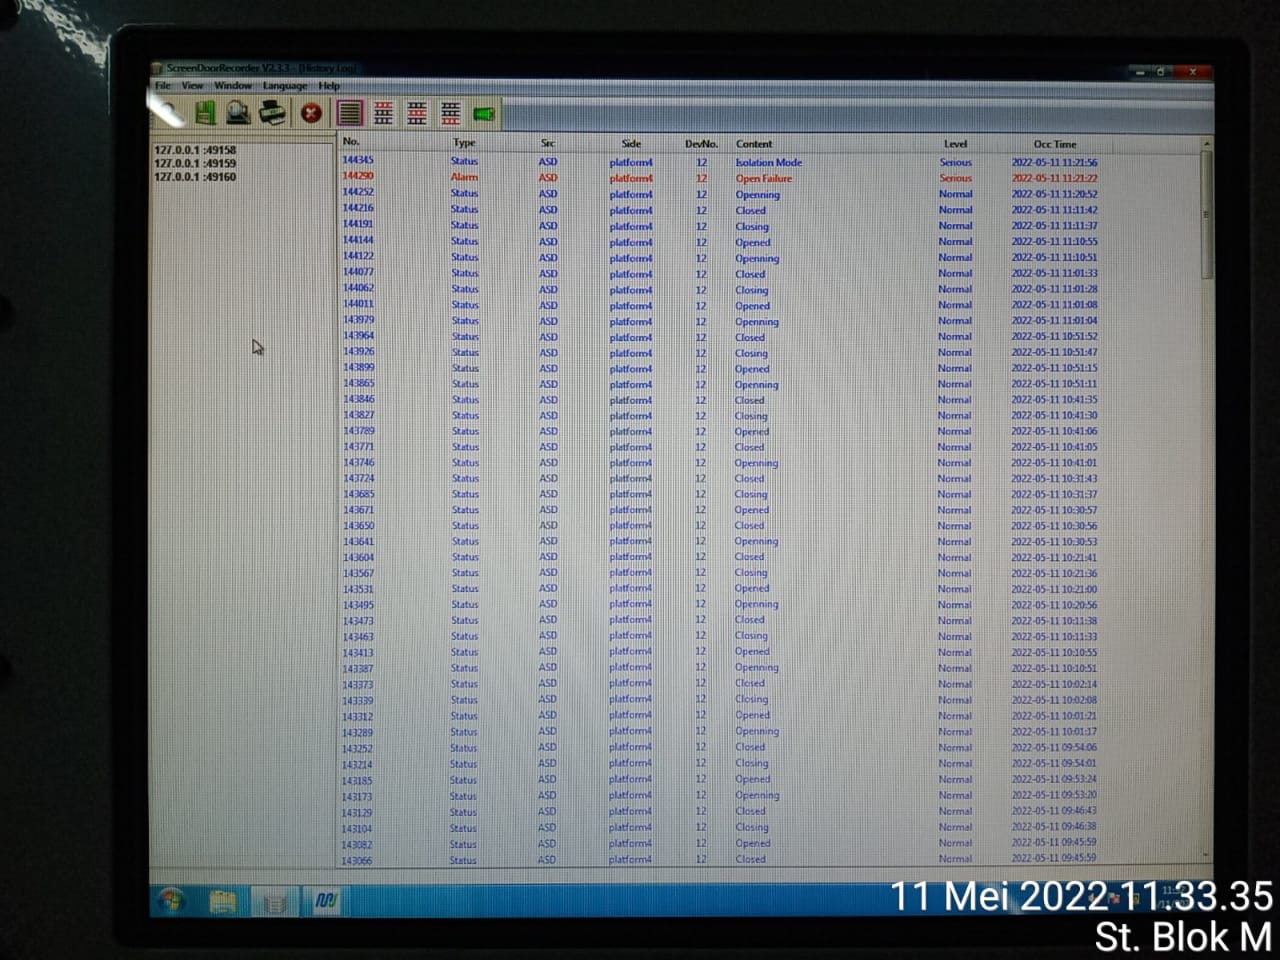 ScreenDoorRecorder V2.3.3 - [History Log]
File View Window Language Help
127.0.0.1 :49158
127.0.0.1 :49159
127.0.0.1 :49160
No. Type Src Side DevNo. Content Level Occ Time
144345 Status ASD platform4 12 Isolation Mode Serious 2022-05-11 11:21:56
144290 Alarm ASD platform4 12 Open Failure Serious 2022-05-11 11:21:22
144252 Status ASD platform4 12 Openning Normal 2022-05-11 11:20:52
144216 Status ASD platform4 12 Closed Normal 2022-05-11 11:11:42
144191 Status ASD platform4 12 Closing Normal 2022-05-11 11:11:37
144144 Status ASD platform4 12 Opened Normal 2022-05-11 11:10:55
144122 Status ASD platform4 12 Openning Normal 2022-05-11 11:10:51
144077 Status ASD platform4 12 Closed Normal 2022-05-11 11:01:33
144062 Status ASD platform4 12 Closing Normal 2022-05-11 11:01:28
144011 Status ASD platform4 12 Opened Normal 2022-05-11 11:01:08
143979 Status ASD platform4 12 Openning Normal 2022-05-11 11:01:04
143964 Status ASD platform4 12 Closed Normal 2022-05-11 10:51:52
143926 Status ASD platform4 12 Closing Normal 2022-05-11 10:51:47
143899 Status ASD platform4 12 Opened Normal 2022-05-11 10:51:15
143865 Status ASD platform4 12 Openning Normal 2022-05-11 10:51:11
143846 Status ASD platform4 12 Closed Normal 2022-05-11 10:41:35
143827 Status ASD platform4 12 Closing Normal 2022-05-11 10:41:30
143789 Status ASD platform4 12 Opened Normal 2022-05-11 10:41:06
143771 Status ASD platform4 12 Closed Normal 2022-05-11 10:41:05
143746 Status ASD platform4 12 Openning Normal 2022-05-11 10:41:01
143724 Status ASD platform4 12 Closed Normal 2022-05-11 10:31:43
143685 Status ASD platform4 12 Closing Normal 2022-05-11 10:31:37
143671 Status ASD platform4 12 Opened Normal 2022-05-11 10:30:57
143650 Status ASD platform4 12 Closed Normal 2022-05-11 10:30:56
143641 Status ASD platform4 12 Openning Normal 2022-05-11 10:30:53
143604 Status ASD platform4 12 Closed Normal 2022-05-11 10:21:41
143567 Status ASD platform4 12 Closing Normal 2022-05-11 10:21:36
143531 Status ASD platform4 12 Opened Normal 2022-05-11 10:21:00
143495 Status ASD platform4 12 Openning Normal 2022-05-11 10:20:56
143473 Status ASD platform4 12 Closed Normal 2022-05-11 10:11:38
143463 Status ASD platform4 12 Closing Normal 2022-05-11 10:11:33
143413 Status ASD platform4 12 Opened Normal 2022-05-11 10:10:55
143387 Status ASD platform4 12 Openning Normal 2022-05-11 10:10:51
143373 Status ASD platform4 12 Closed Normal 2022-05-11 10:02:14
143339 Status ASD platform4 12 Closing Normal 2022-05-11 10:02:08
143312 Status ASD platform4 12 Opened Normal 2022-05-11 10:01:21
143289 Status ASD platform4 12 Openning Normal 2022-05-11 10:01:17
143252 Status ASD platform4 12 Closed Normal 2022-05-11 09:54:06
143214 Status ASD platform4 12 Closing Normal 2022-05-11 09:54:01
143185 Status ASD platform4 12 Opened Normal 2022-05-11 09:53:24
143173 Status ASD platform4 12 Openning Normal 2022-05-11 09:53:20
143129 Status ASD platform4 12 Closed Normal 2022-05-11 09:46:43
143104 Status ASD platform4 12 Closing Normal 2022-05-11 09:46:38
143082 Status ASD platform4 12 Opened Normal 2022-05-11 09:45:59
143066 Status ASD platform4 12 Closed Normal 2022-05-11 09:45:59
11 Mei 2022 11.33.35
St. Blok M